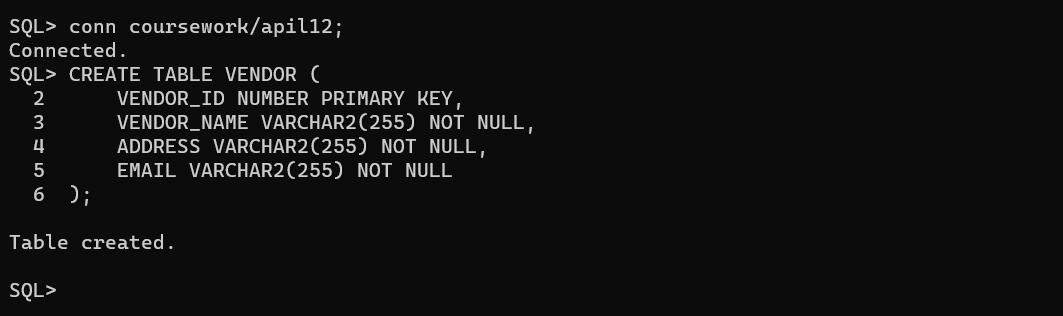 SQL> conn coursework/apil12;
Connected.
SQL> CREATE TABLE VENDOR (
  2      VENDOR_ID NUMBER PRIMARY KEY,
  3      VENDOR_NAME VARCHAR2(255) NOT NULL,
  4      ADDRESS VARCHAR2(255) NOT NULL,
  5      EMAIL VARCHAR2(255) NOT NULL
  6  );
Table created.
SQL>